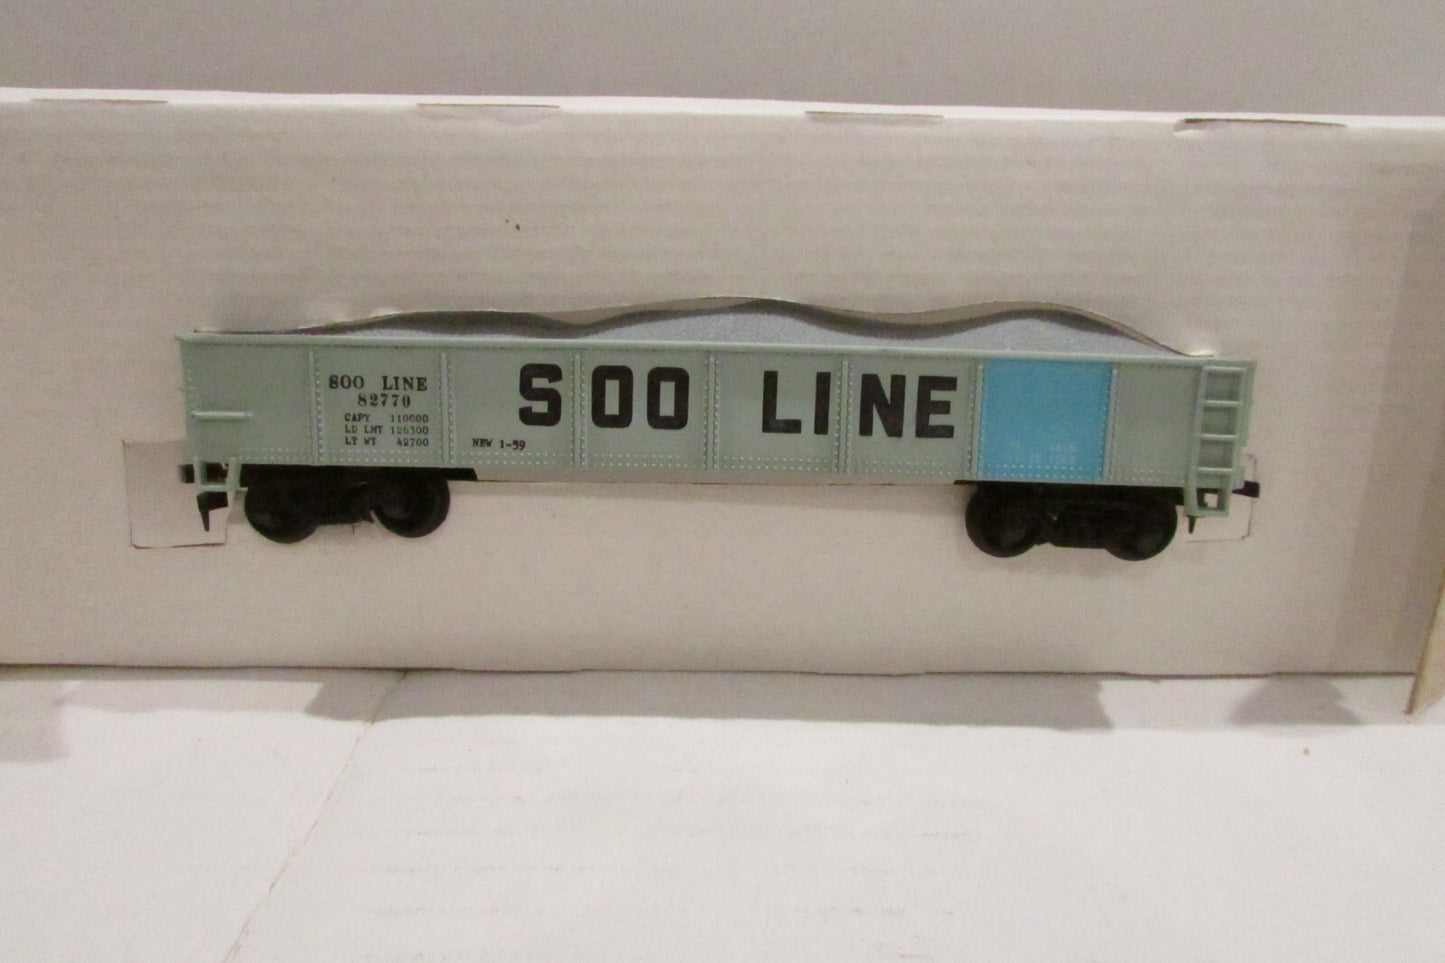 SOO LINE
82770
CAPY 110000
LD LMT 126300
LT WT 42700
NEW 1-59
SOO LINE